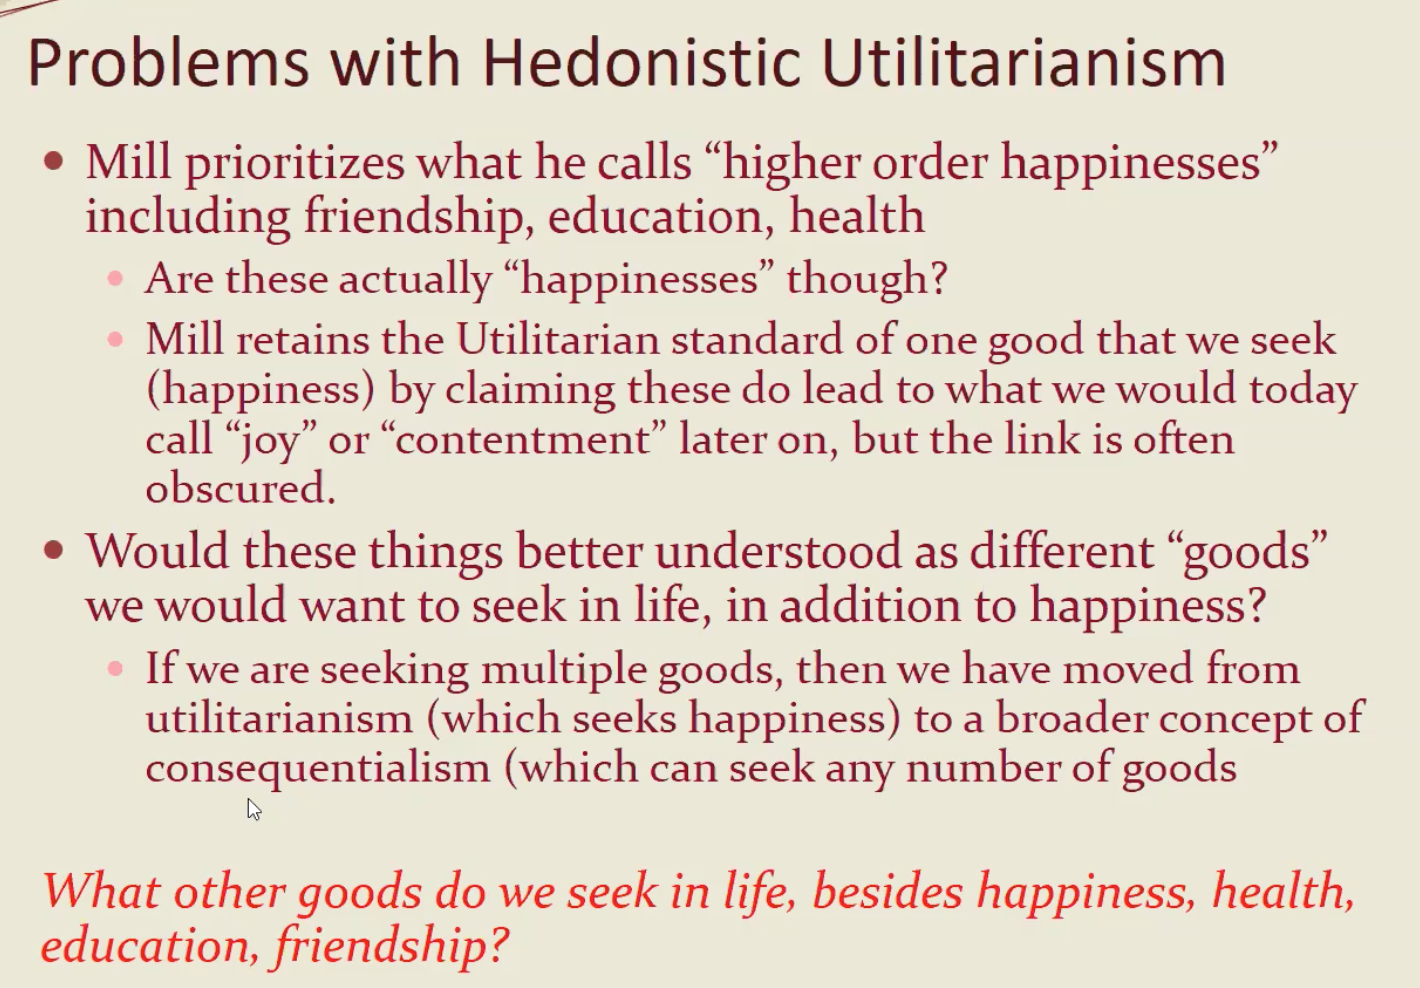 Problems with Hedonistic Utilitarianism
• Mill prioritizes what he calls “higher order happinesses”
including friendship, education, health
• Are these actually “happinesses” though?
• Mill retains the Utilitarian standard of one good that we seek
(happiness) by claiming these do lead to what we would today
call “joy” or “contentment” later on, but the link is often
obscured.
• Would these things better understood as different “goods”
we would want to seek in life, in addition to happiness?
• If we are seeking multiple goods, then we have moved from
utilitarianism (which seeks happiness) to a broader concept of
consequentialism (which can seek any number of goods
What other goods do we seek in life, besides happiness, health,
education, friendship?